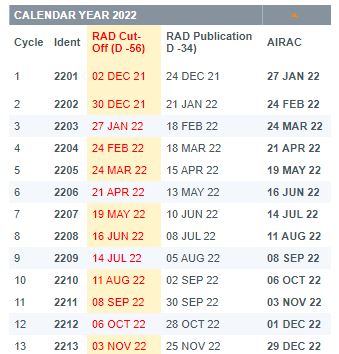 CALENDAR YEAR 2022
Cycle Ident RAD Cut-Off (D -56) RAD Publication D -34) AIRAC
1 2201 02 DEC 21 24 DEC 21 27 JAN 22
2 2202 30 DEC 21 21 JAN 22 24 FEB 22
3 2203 27 JAN 22 18 FEB 22 24 MAR 22
4 2204 24 FEB 22 18 MAR 22 21 APR 22
5 2205 24 MAR 22 15 APR 22 19 MAY 22
6 2206 21 APR 22 13 MAY 22 16 JUN 22
7 2207 19 MAY 22 10 JUN 22 14 JUL 22
8 2208 16 JUN 22 08 JUL 22 11 AUG 22
9 2209 14 JUL 22 05 AUG 22 08 SEP 22
10 2210 11 AUG 22 02 SEP 22 06 OCT 22
11 2211 08 SEP 22 30 SEP 22 03 NOV 22
12 2212 06 OCT 22 28 OCT 22 01 DEC 22
13 2213 03 NOV 22 25 NOV 22 29 DEC 22